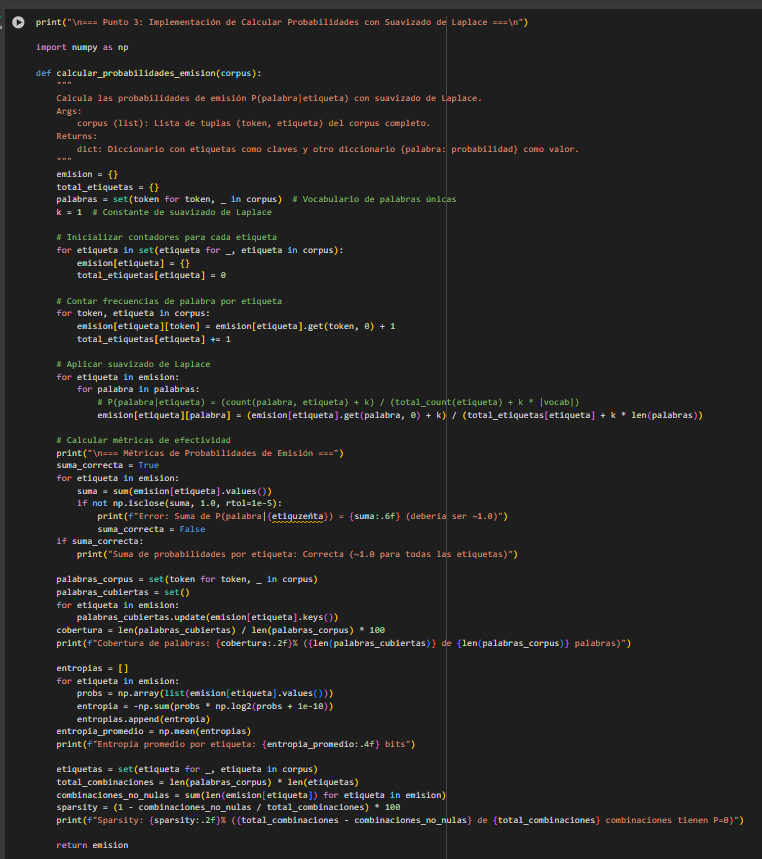 print("\n=== Punto 3: Implementación de Calcular Probabilidades con Suavizado de Laplace ===\n")
import numpy as np
def calcular_probabilidades_emision(corpus):
    """
    Calcula las probabilidades de emisión P(palabra|etiqueta) con suavizado de Laplace.
    Args:
        corpus (list): Lista de tuplas (token, etiqueta) del corpus completo.
    Returns:
        dict: Diccionario con etiquetas como claves y otro diccionario {palabra: probabilidad} como valor.
    """
    emision = {}
    total_etiquetas = {}
    palabras = set(token for token, _ in corpus)  # Vocabulario de palabras únicas
    k = 1  # Constante de suavizado de Laplace
    # Inicializar contadores para cada etiqueta
    for etiqueta in set(etiqueta for _, etiqueta in corpus):
        emision[etiqueta] = {}
        total_etiquetas[etiqueta] = 0
    # Contar frecuencias de palabra por etiqueta
    for token, etiqueta in corpus:
        emision[etiqueta][token] = emision[etiqueta].get(token, 0) + 1
        total_etiquetas[etiqueta] += 1
    # Aplicar suavizado de Laplace
    for etiqueta in emision:
        for palabra in palabras:
            # P(palabra|etiqueta) = (count(palabra, etiqueta) + k) / (total_count(etiqueta) + k * |vocab|)
            emision[etiqueta][palabra] = (emision[etiqueta].get(palabra, 0) + k) / (total_etiquetas[etiqueta] + k * len(palabras))
    # Calcular métricas de efectividad
    print("\n=== Métricas de Probabilidades de Emisión ===")
    suma_correcta = True
    for etiqueta in emision:
        suma = sum(emision[etiqueta].values())
        if not np.isclose(suma, 1.0, rtol=1e-5):
            print(f"Error: Suma de P(palabra|{etiquzeńta}) = {suma:.6f} (debería ser ~1.0)")
            suma_correcta = False
    if suma_correcta:
        print("Suma de probabilidades por etiqueta: Correcta (~1.0 para todas las etiquetas)")
    palabras_corpus = set(token for token, _ in corpus)
    palabras_cubiertas = set()
    for etiqueta in emision:
        palabras_cubiertas.update(emision[etiqueta].keys())
    cobertura = len(palabras_cubiertas) / len(palabras_corpus) * 100
    print(f"Cobertura de palabras: {cobertura:.2f}% ({len(palabras_cubiertas)} de {len(palabras_corpus)} palabras)")
    entropias = []
    for etiqueta in emision:
        probs = np.array(list(emision[etiqueta].values()))
        entropia = -np.sum(probs * np.log2(probs + 1e-10))
        entropias.append(entropia)
    entropia_promedio = np.mean(entropias)
    print(f"Entropía promedio por etiqueta: {entropia_promedio:.4f} bits")
    etiquetas = set(etiqueta for _, etiqueta in corpus)
    total_combinaciones = len(palabras_corpus) * len(etiquetas)
    combinaciones_no_nulas = sum(len(emision[etiqueta]) for etiqueta in emision)
    sparsity = (1 - combinaciones_no_nulas / total_combinaciones) * 100
    print(f"Sparsity: {sparsity:.2f}% ({total_combinaciones - combinaciones_no_nulas} de {total_combinaciones} combinaciones tienen P=0)")
    return emision